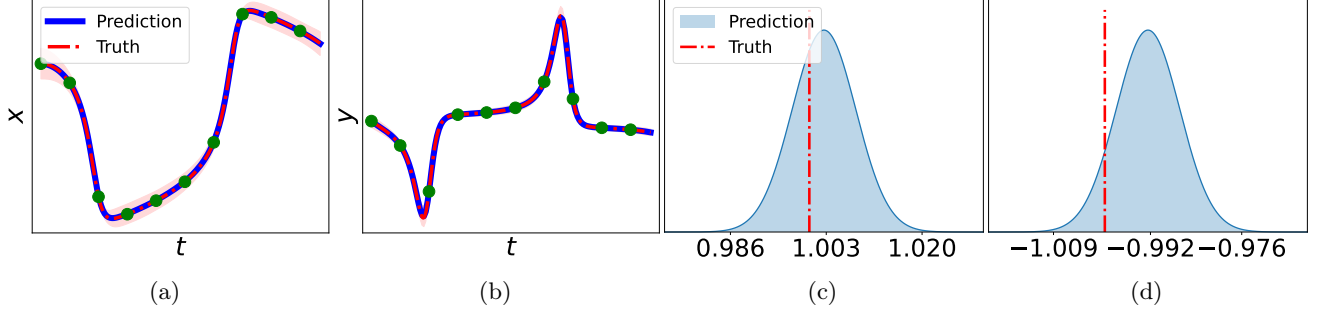 Prediction
Truth
x
t
(a)
y
t
(b)
Prediction
Truth
0.986 1.003 1.020
(c)
−1.009 −0.992 −0.976
(d)